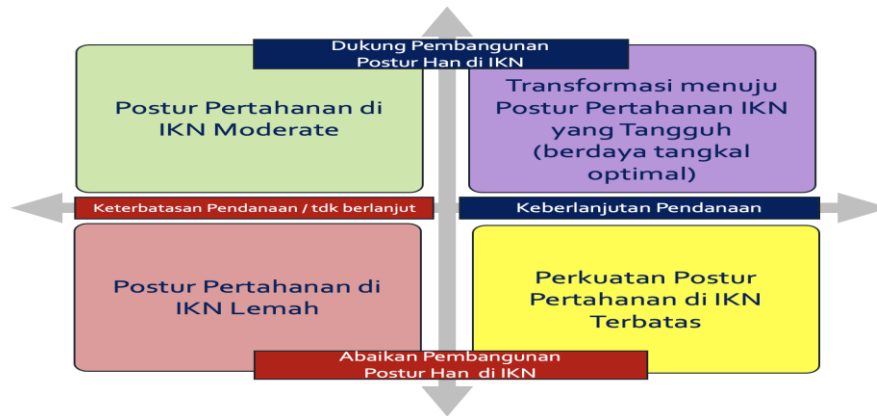 Dukung Pembangunan
Postur Han di IKN
Postur Pertahanan di
IKN Moderate
Transformasi menuju
Postur Pertahanan IKN
yang Tangguh
(berdaya tangkal
optimal)
Keterbatasan Pendanaan / tdk berlanjut
Keberlanjutan Pendanaan
Postur Pertahanan di
IKN Lemah
Perkuatan Postur
Pertahanan di IKN
Terbatas
Abaikan Pembangunan
Postur Han di IKN